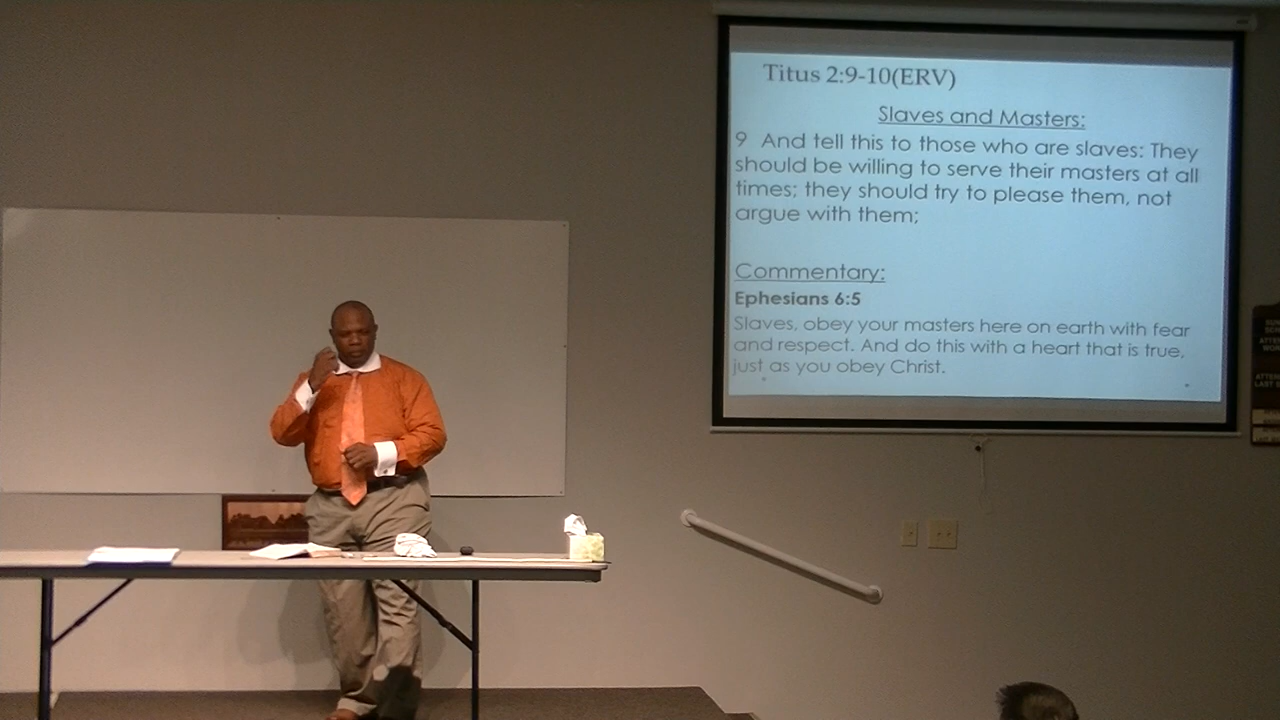 Titus 2:9-10(ERV)
Slaves and Masters:
9 And tell this to those who are slaves: They
should be willing to serve their masters at all
times; they should try to please them, not
argue with them;
Commentary:
Ephesians 6:5
Slaves, obey your masters here on earth with fear
and respect. And do this with a heart that is true,
just as you obey Christ.